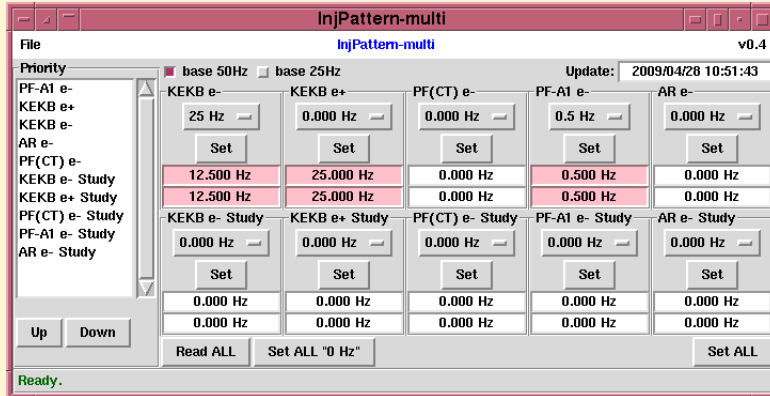 InjPattern-multi
File InjPattern-multi v0.4
Priority
PF-A1 e-
KEKB e+
KEKB e-
AR e-
PF(CT) e-
KEKB e- Study
KEKB e+ Study
PF(CT) e- Study
PF-A1 e- Study
AR e- Study
Up Down
base 50Hz base 25Hz Update: 2009/04/28 10:51:43
KEKB e- KEKB e+ PF(CT) e- PF-A1 e- AR e-
25 Hz 0.000 Hz 0.000 Hz 0.5 Hz 0.000 Hz
Set Set Set Set Set
12.500 Hz 25.000 Hz 0.000 Hz 0.500 Hz 0.000 Hz
12.500 Hz 25.000 Hz 0.000 Hz 0.500 Hz 0.000 Hz
KEKB e- Study KEKB e+ Study PF(CT) e- Study PF-A1 e- Study AR e- Study
0.000 Hz 0.000 Hz 0.000 Hz 0.000 Hz 0.000 Hz
Set Set Set Set Set
0.000 Hz 0.000 Hz 0.000 Hz 0.000 Hz 0.000 Hz
0.000 Hz 0.000 Hz 0.000 Hz 0.000 Hz 0.000 Hz
Read ALL Set ALL "0 Hz" Set ALL
Ready.